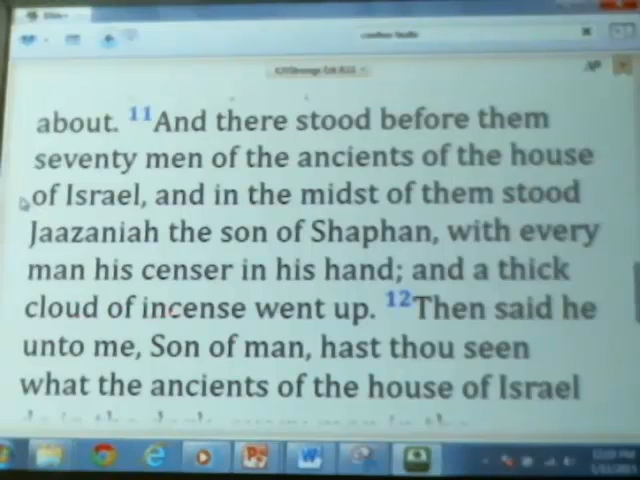 about. 11And there stood before them
seventy men of the ancients of the house
of Israel, and in the midst of them stood
Jaazaniah the son of Shaphan, with every
man his censer in his hand; and a thick
cloud of incense went up. 12Then said he
unto me, Son of man, hast thou seen
what the ancients of the house of Israel